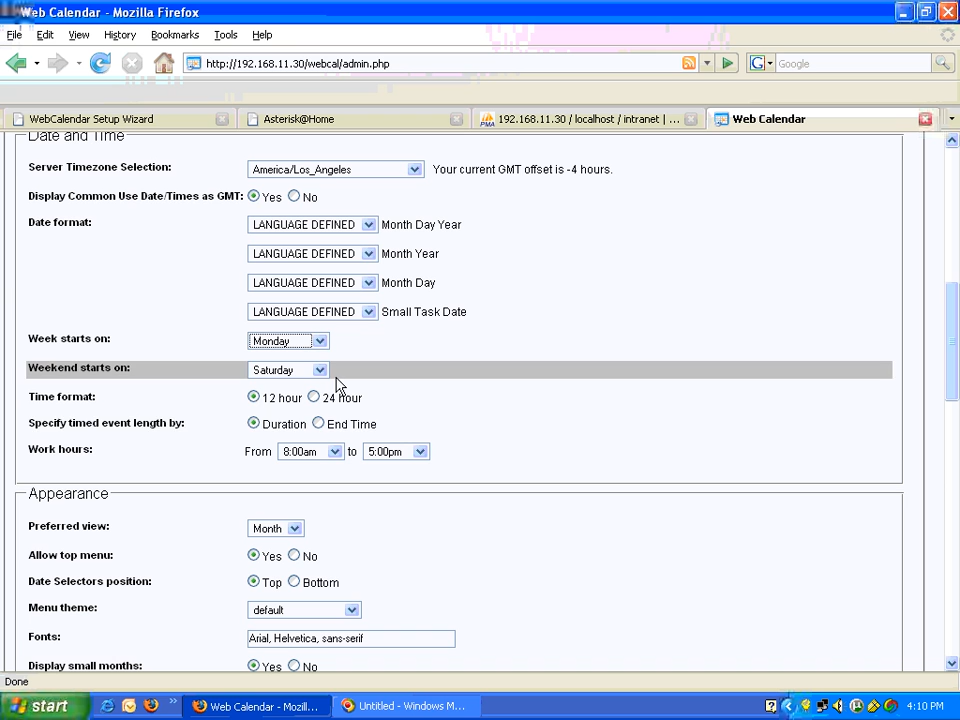 Web Calendar - Mozilla Firefox
File Edit View History Bookmarks Tools Help
http://192.168.11.30/webcal/admin.php
G Google
WebCalendar Setup Wizard
Asterisk@Home
192.168.11.30 / localhost / intranet | ...
Web Calendar
Date and Time
Server Timezone Selection: America/Los_Angeles Your current GMT offset is -4 hours.
Display Common Use Date/Times as GMT: Yes No
Date format: LANGUAGE DEFINED Month Day Year
LANGUAGE DEFINED Month Year
LANGUAGE DEFINED Month Day
LANGUAGE DEFINED Small Task Date
Week starts on: Monday
Weekend starts on: Saturday
Time format: 12 hour 24 hour
Specify timed event length by: Duration End Time
Work hours: From 8:00am to 5:00pm
Appearance
Preferred view: Month
Allow top menu: Yes No
Date Selectors position: Top Bottom
Menu theme: default
Fonts: Arial, Helvetica, sans-serif
Display small months: Yes No
Done
start Web Calendar - Mozill... Untitled - Windows M... 4:10 PM